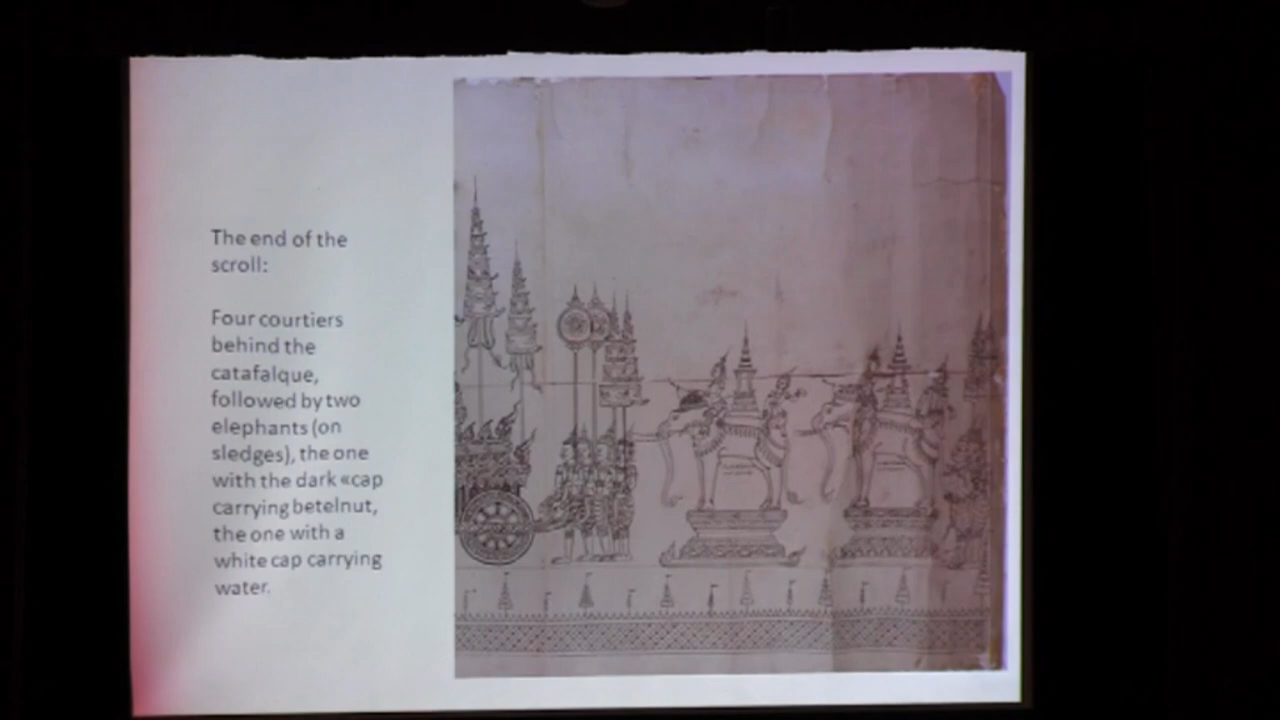 The end of the
scroll:
Four courtiers
behind the
catafalque,
followed by two
elephants (on
sledges), the one
with the dark «cap
carrying betelnut,
the one with a
white cap carrying
water.